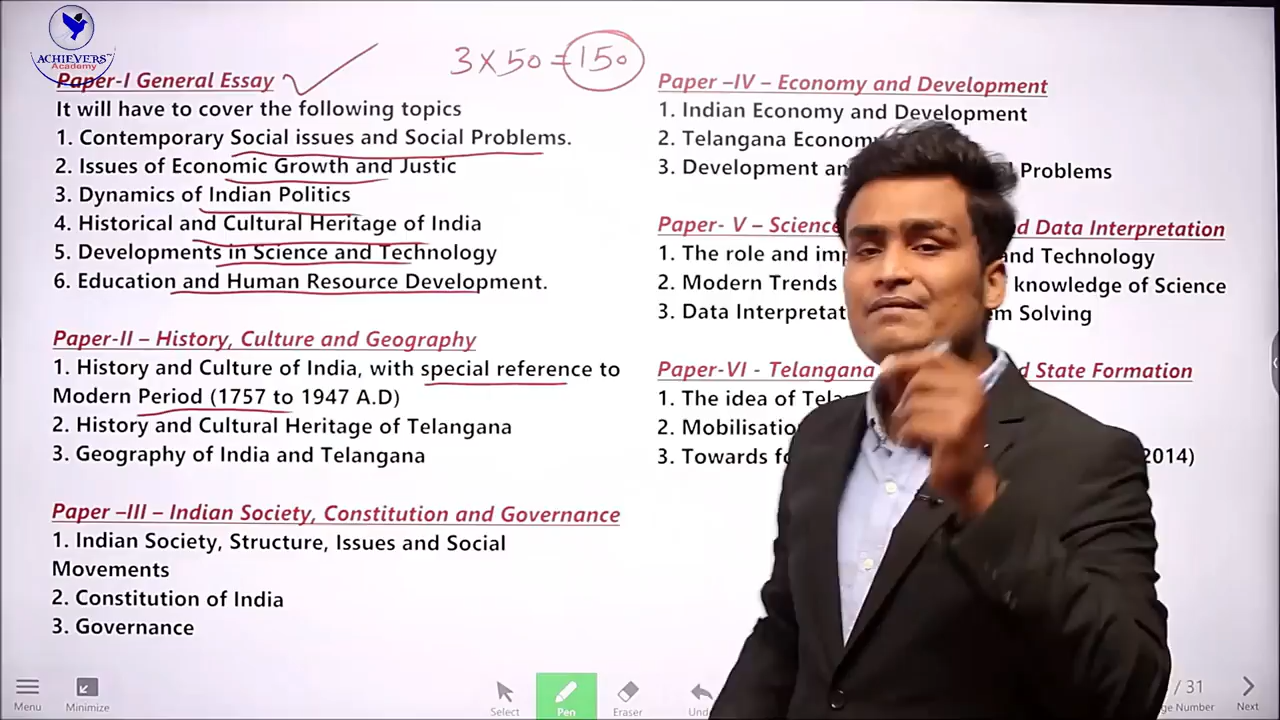 ACHIEVERS
Academy
3 x 50 = 150
Paper-I General Essay
It will have to cover the following topics
1. Contemporary Social issues and Social Problems.
2. Issues of Economic Growth and Justic
3. Dynamics of Indian Politics
4. Historical and Cultural Heritage of India
5. Developments in Science and Technology
6. Education and Human Resource Development.
Paper-II – History, Culture and Geography
1. History and Culture of India, with special reference to
Modern Period (1757 to 1947 A.D)
2. History and Cultural Heritage of Telangana
3. Geography of India and Telangana
Paper –III – Indian Society, Constitution and Governance
1. Indian Society, Structure, Issues and Social
Movements
2. Constitution of India
3. Governance
Paper –IV – Economy and Development
1. Indian Economy and Development
2. Telangana
3. Development Problems
Paper- V – Science Data Interpretation
1. The role and and Technology
2. Modern Trends knowledge of Science
3. Data Solving
Paper-VI - Telangana State Formation
1. The idea of
2.
3. Towards 2014)
Menu
Minimize
Select
Pen
Eraser
/ 31
Number
Next